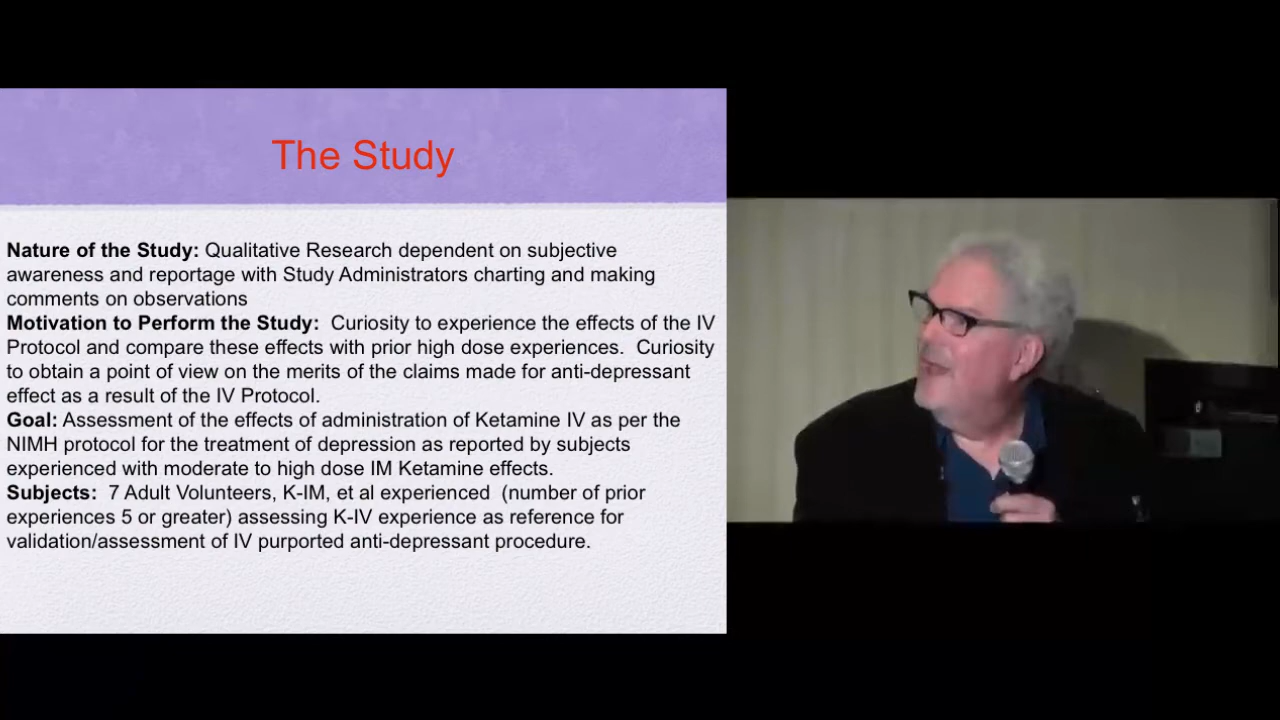 The Study
Nature of the Study: Qualitative Research dependent on subjective
awareness and reportage with Study Administrators charting and making
comments on observations
Motivation to Perform the Study:  Curiosity to experience the effects of the IV
Protocol and compare these effects with prior high dose experiences.  Curiosity
to obtain a point of view on the merits of the claims made for anti-depressant
effect as a result of the IV Protocol.
Goal: Assessment of the effects of administration of Ketamine IV as per the
NIMH protocol for the treatment of depression as reported by subjects
experienced with moderate to high dose IM Ketamine effects.
Subjects:  7 Adult Volunteers, K-IM, et al experienced  (number of prior
experiences 5 or greater) assessing K-IV experience as reference for
validation/assessment of IV purported anti-depressant procedure.